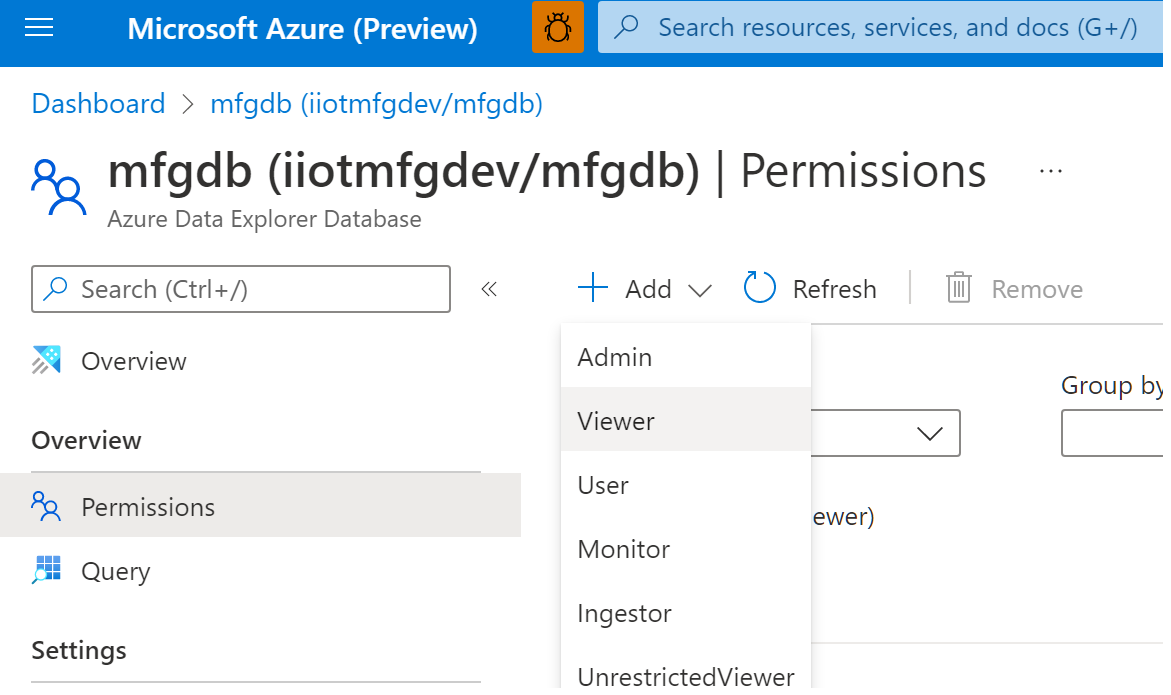 Microsoft Azure (Preview)
Search resources, services, and docs (G+/)
Dashboard > mfgdb (iiotmfgdev/mfgdb)
mfgdb (iiotmfgdev/mfgdb) | Permissions ...
Azure Data Explorer Database
Search (Ctrl+/)
«
+ Add
Refresh
Remove
Overview
Overview
Permissions
Query
Settings
Admin
Viewer
User
Monitor
Ingestor
UnrestrictedViewer
Group by
ewer)